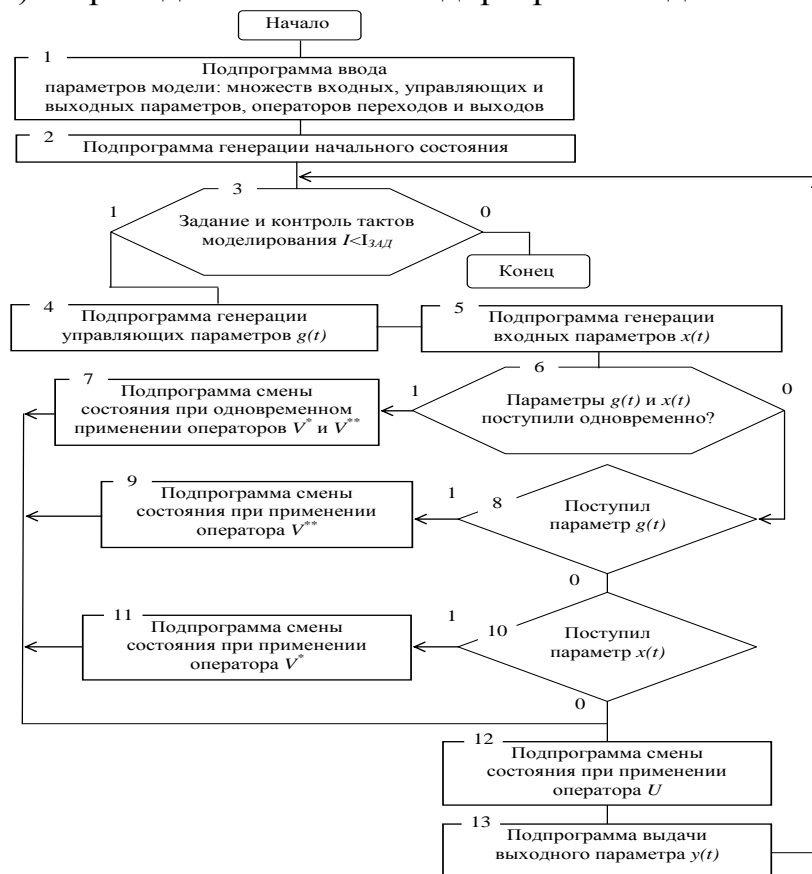 Начало
1
Подпрограмма ввода
параметров модели: множеств входных, управляющих и
выходных параметров, операторов переходов и выходов
2
Подпрограмма генерации начального состояния
3
1
0
Задание и контроль тактов
моделирования I<I_ЗАД
Конец
4
Подпрограмма генерации
управляющих параметров g(t)
5
Подпрограмма генерации
входных параметров x(t)
6
1
0
Параметры g(t) и x(t)
поступили одновременно?
7
Подпрограмма смены
состояния при одновременном
применении операторов V* и V**
8
1
Поступил
параметр g(t)
0
9
Подпрограмма смены
состояния при применении
оператора V**
10
1
Поступил
параметр x(t)
0
11
Подпрограмма смены
состояния при применении
оператора V*
12
Подпрограмма смены
состояния при применении
оператора U
13
Подпрограмма выдачи
выходного параметра y(t)